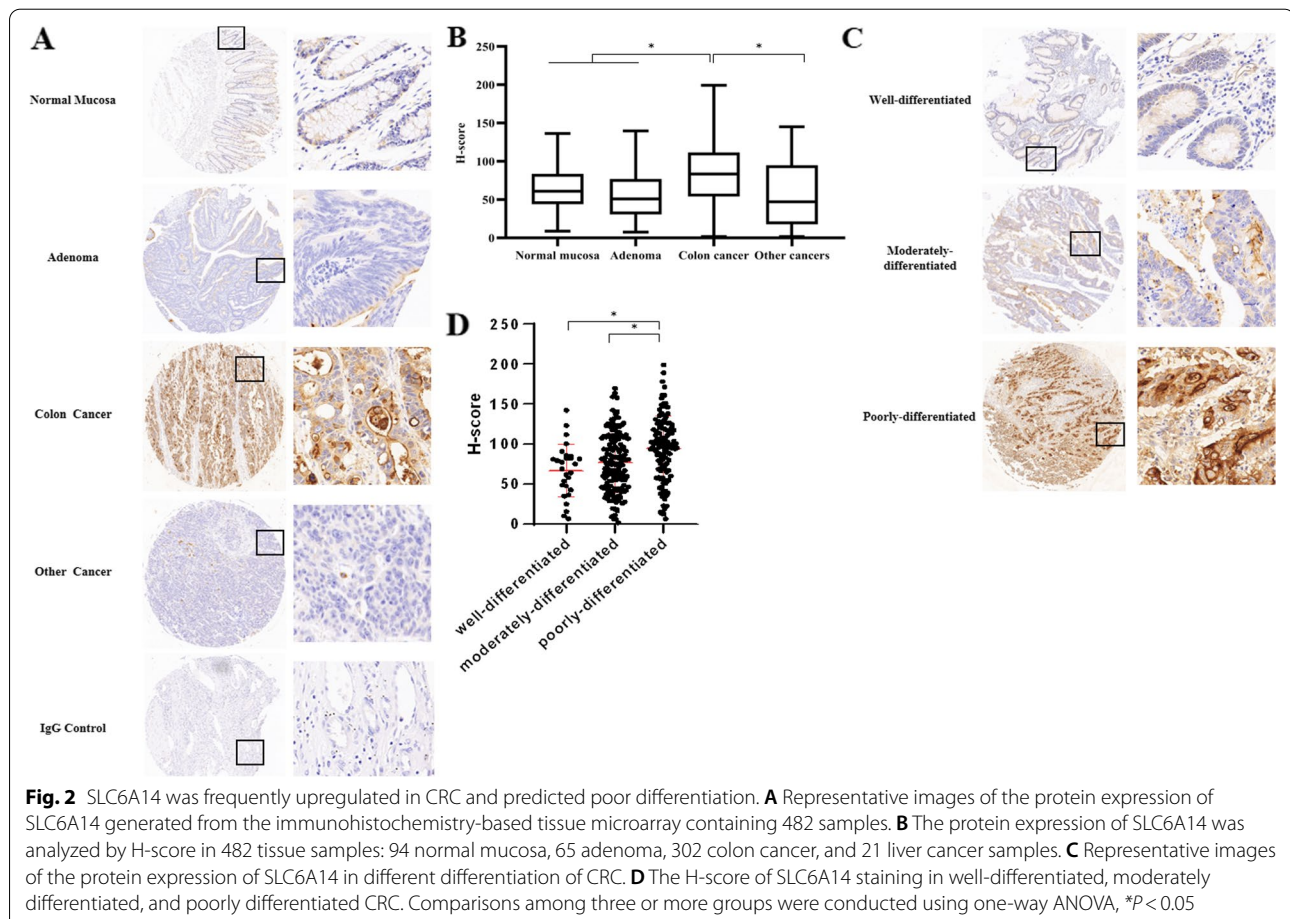 A
Normal Mucosa
Adenoma
Colon Cancer
Other Cancer
IgG Control
B
H-score
250
200
150
100
50
0
Normal mucosa Adenoma Colon cancer Other cancers
* *
C
Well-differentiated
Moderately-
differentiated
Poorly-differentiated
D
H-score
250
200
150
100
50
0
*
*
well-differentiated
moderately-differentiated
poorly-differentiated
Fig. 2 SLC6A14 was frequently upregulated in CRC and predicted poor differentiation. A Representative images of the protein expression of
SLC6A14 generated from the immunohistochemistry-based tissue microarray containing 482 samples. B The protein expression of SLC6A14 was
analyzed by H-score in 482 tissue samples: 94 normal mucosa, 65 adenoma, 302 colon cancer, and 21 liver cancer samples. C Representative images
of the protein expression of SLC6A14 in different differentiation of CRC. D The H-score of SLC6A14 staining in well-differentiated, moderately
differentiated, and poorly differentiated CRC. Comparisons among three or more groups were conducted using one-way ANOVA, *P < 0.05